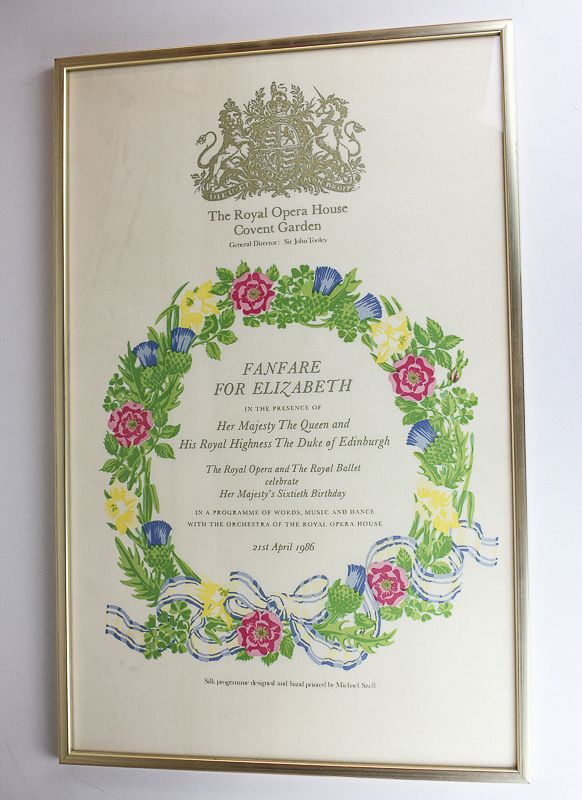 The Royal Opera House
Covent Garden
General Director: Sir John Tooley
FANFARE
FOR ELIZABETH
IN THE PRESENCE OF
Her Majesty The Queen and
His Royal Highness The Duke of Edinburgh
The Royal Opera and The Royal Ballet
celebrate
Her Majesty's Sixtieth Birthday
IN A PROGRAMME OF WORDS, MUSIC AND DANCE
WITH THE ORCHESTRA OF THE ROYAL OPERA HOUSE
21st April 1986
Silk programme designed and hand printed by Michael Szell